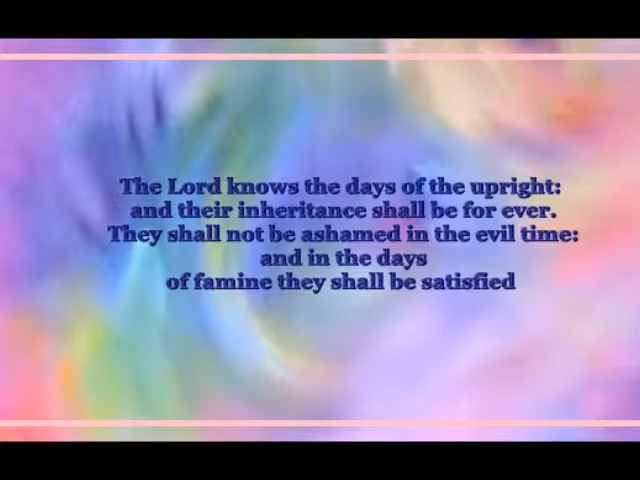 The Lord knows the days of the upright:
and their inheritance shall be for ever.
They shall not be ashamed in the evil time:
and in the days
of famine they shall be satisfied